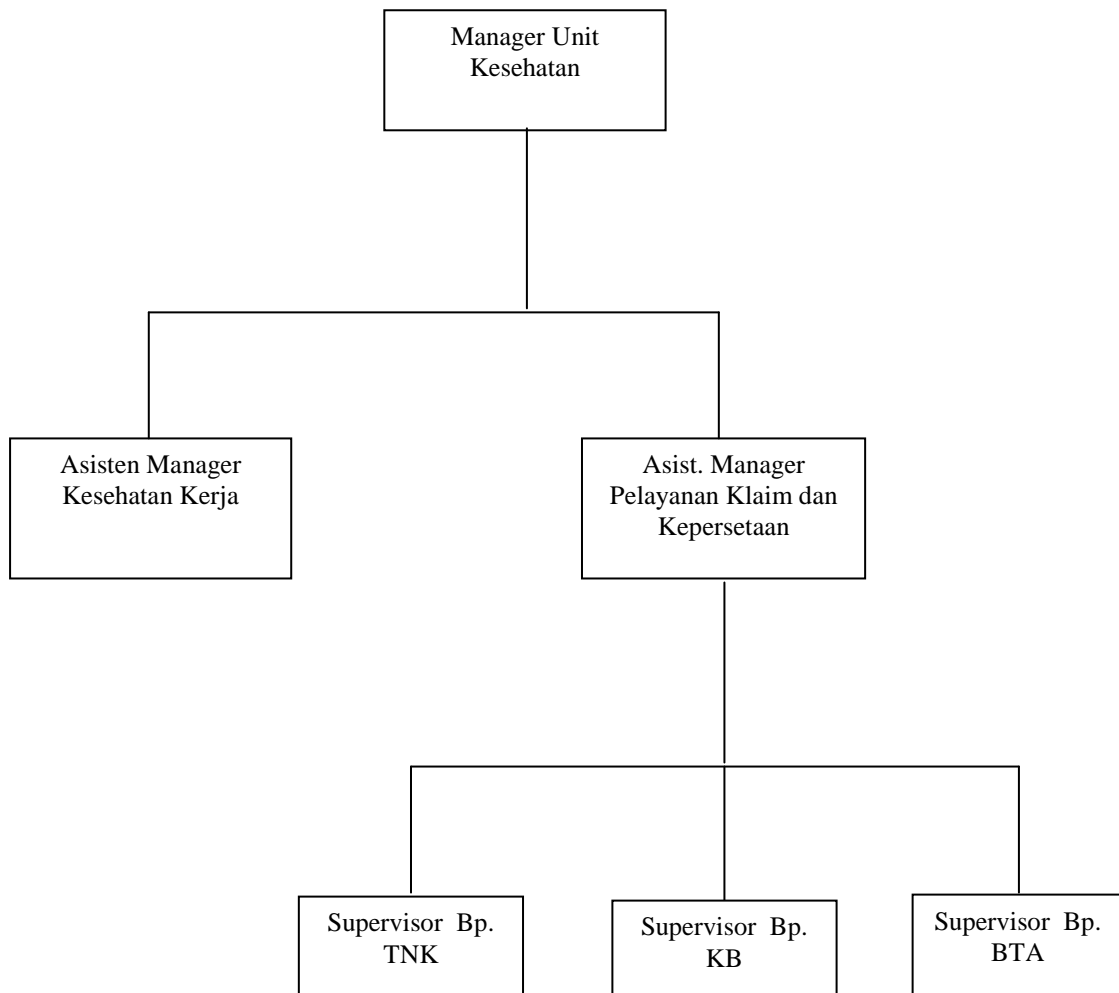 Manager Unit
Kesehatan
Asisten Manager
Kesehatan Kerja
Asist. Manager
Pelayanan Klaim dan
Kepersetaan
Supervisor Bp.
TNK
Supervisor Bp.
KB
Supervisor Bp.
BTA